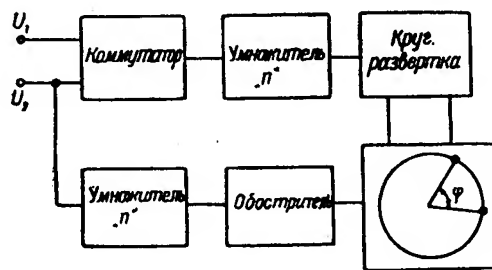 U₁
U₂
Коммутатор
Умножитель
„п"
Круг.
развертка
Умножитель
„п"
Обостритель
φ